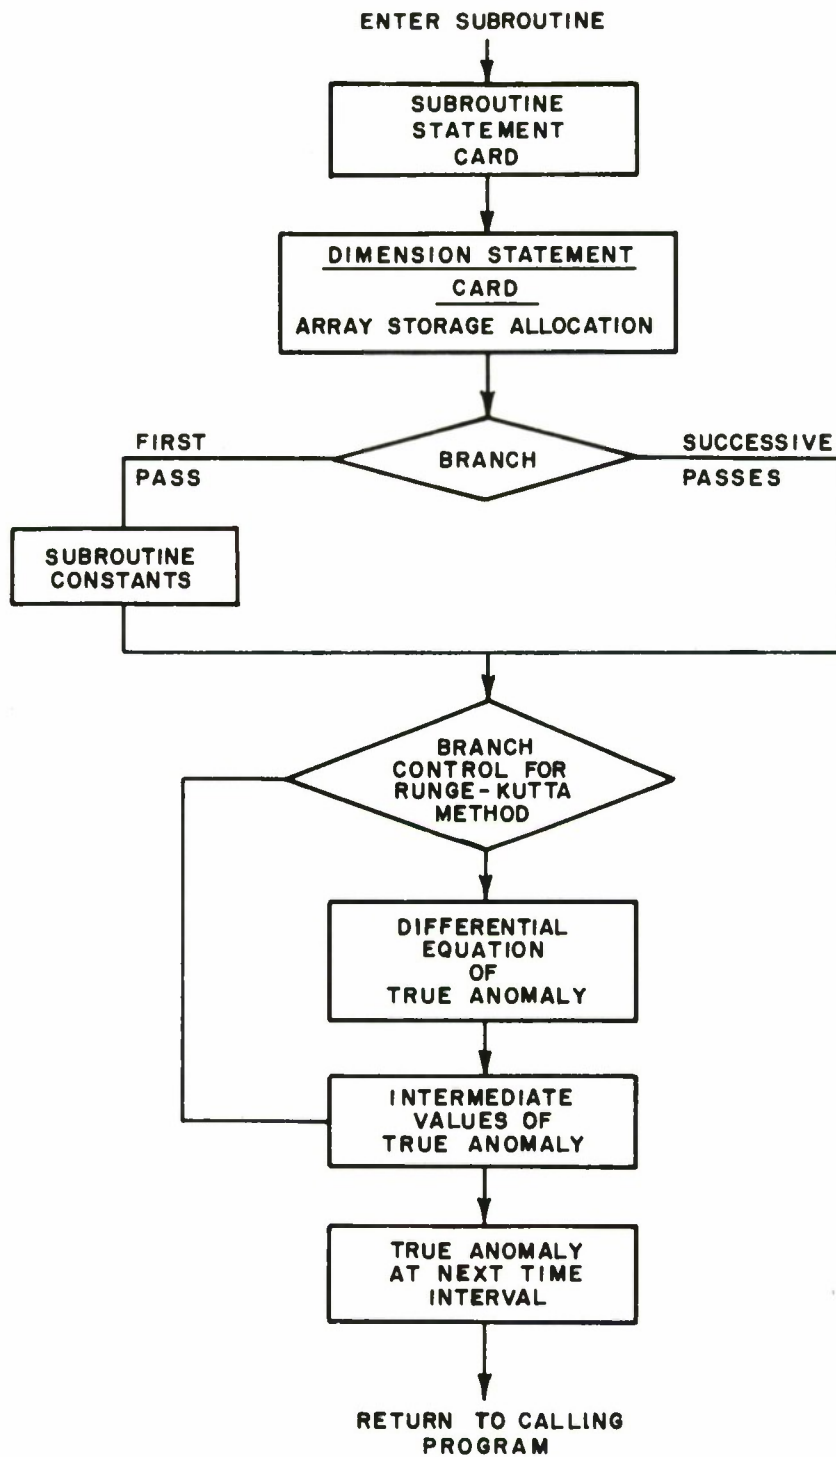 ENTER SUBROUTINE
SUBROUTINE
STATEMENT
CARD
DIMENSION STATEMENT
CARD
ARRAY STORAGE ALLOCATION
FIRST
PASS
BRANCH
SUCCESSIVE
PASSES
SUBROUTINE
CONSTANTS
BRANCH
CONTROL FOR
RUNGE-KUTTA
METHOD
DIFFERENTIAL
EQUATION
OF
TRUE ANOMALY
INTERMEDIATE
VALUES OF
TRUE ANOMALY
TRUE ANOMALY
AT NEXT TIME
INTERVAL
RETURN TO CALLING
PROGRAM